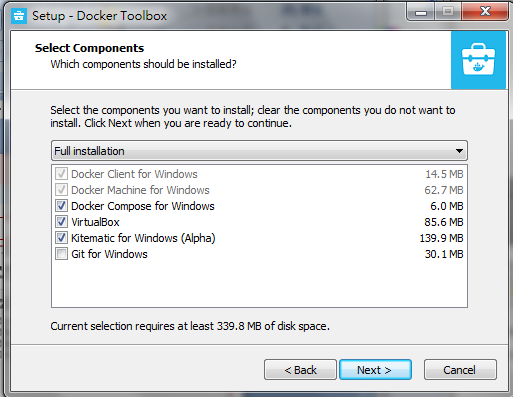 Setup - Docker Toolbox
Select Components
Which components should be installed?
Select the components you want to install; clear the components you do not want to
install. Click Next when you are ready to continue.
Full installation
Docker Client for Windows 14.5 MB
Docker Machine for Windows 62.7 MB
Docker Compose for Windows 6.0 MB
VirtualBox 85.6 MB
Kitematic for Windows (Alpha) 139.9 MB
Git for Windows 30.1 MB
Current selection requires at least 339.8 MB of disk space.
< Back Next > Cancel